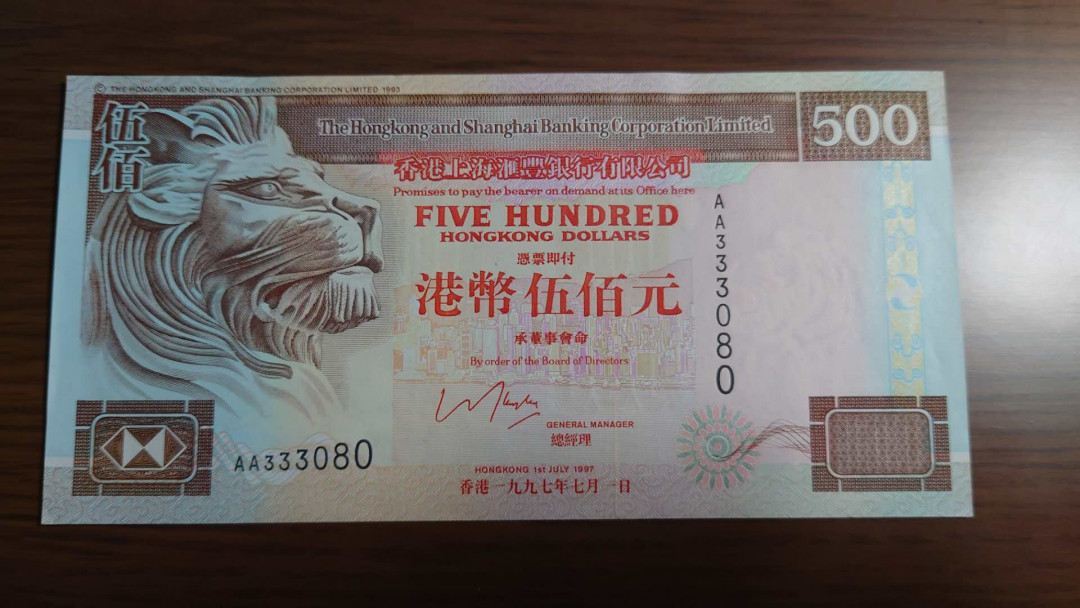 © THE HONGKONG AND SHANGHAI BANKING CORPORATION LIMITED 1993
伍佰
The Hongkong and Shanghai Banking Corporation Limited
500
香港上海滙豐銀行有限公司
Promises to pay the bearer on demand at its Office here
FIVE HUNDRED
HONGKONG DOLLARS
憑票即付
港幣伍佰元
承董事會命
By order of the Board of Directors
AA333080
GENERAL MANAGER
總經理
AA333080
HONGKONG 1st JULY 1997
香港一九九七年七月一日